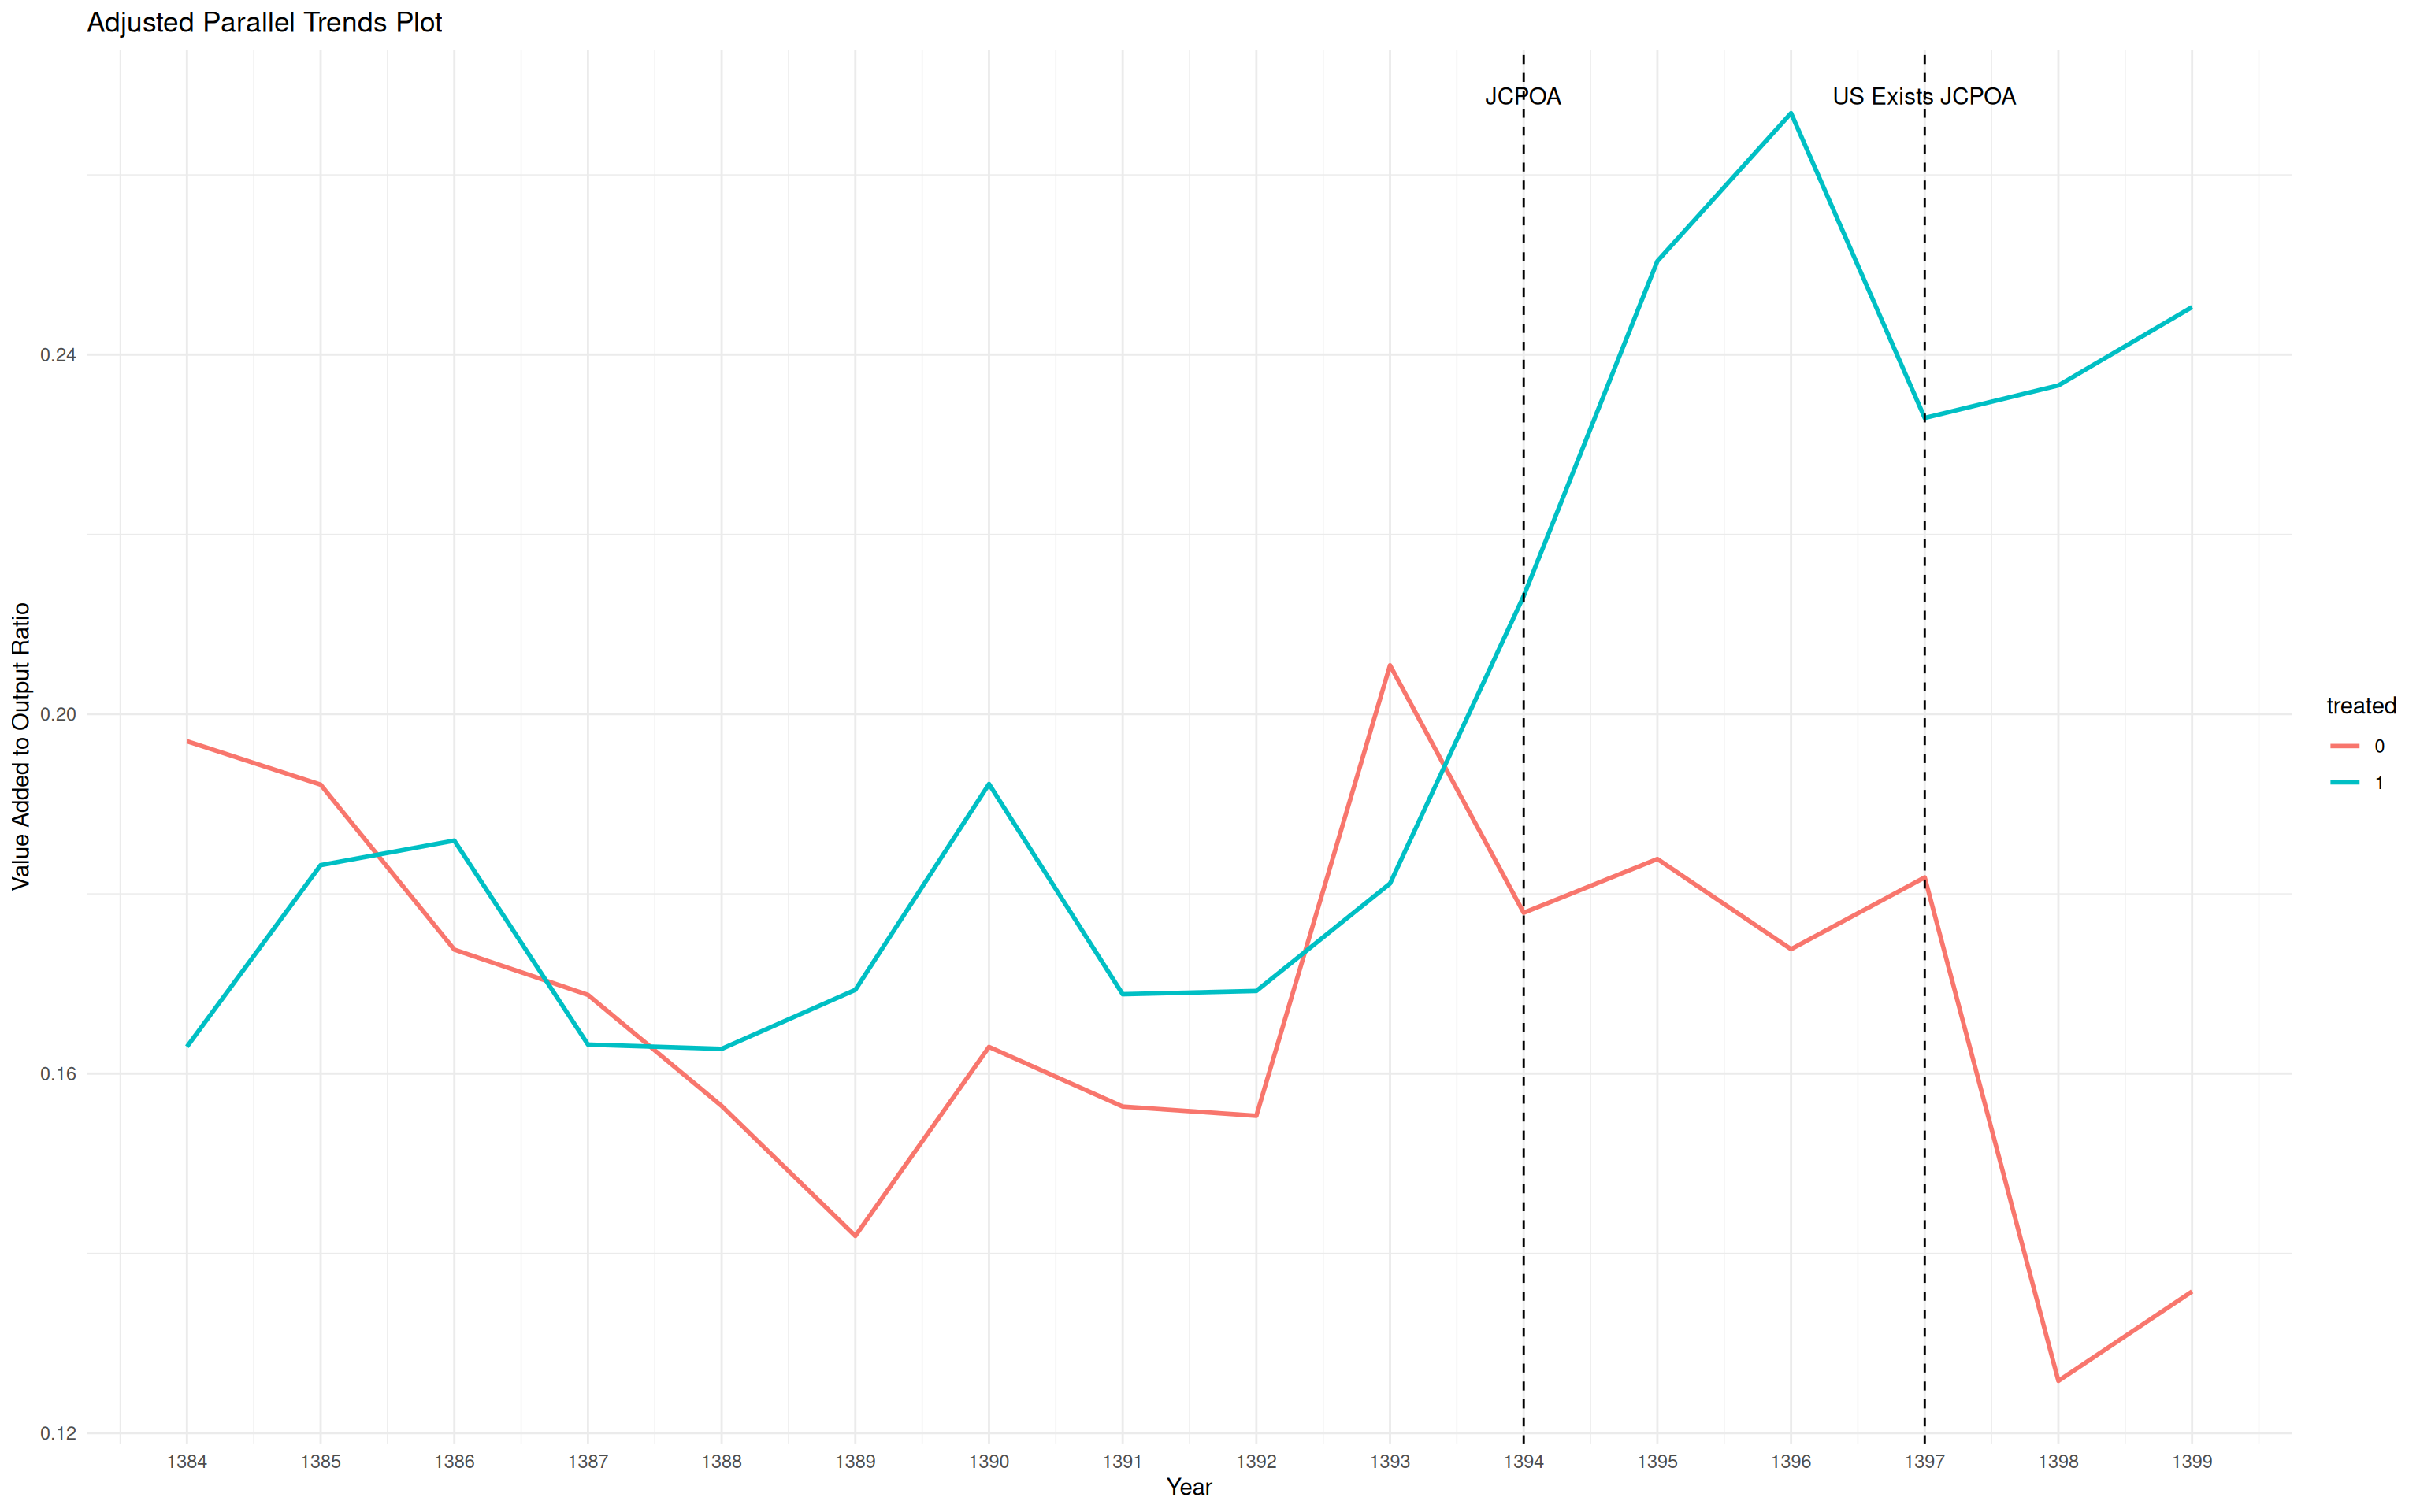 Adjusted Parallel Trends Plot
JCPOA
US Exists JCPOA
Value Added to Output Ratio
0.24
0.20
0.16
0.12
1384 1385 1386 1387 1388 1389 1390 1391 1392 1393 1394 1395 1396 1397 1398 1399
Year
treated
0
1